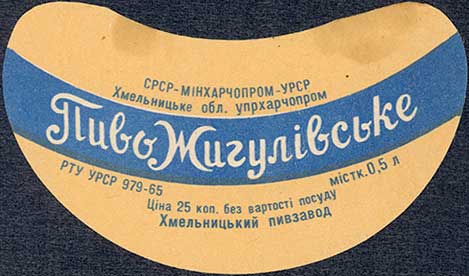 СРСР-МІНХАРЧОПРОМ-УРСР
Хмельницьке обл. упрхарчопром
Пиво Жигулівське
РТУ УРСР 979-65
містк. 0,5 л
Ціна 25 коп. без вартості посуду
Хмельницький пивзавод